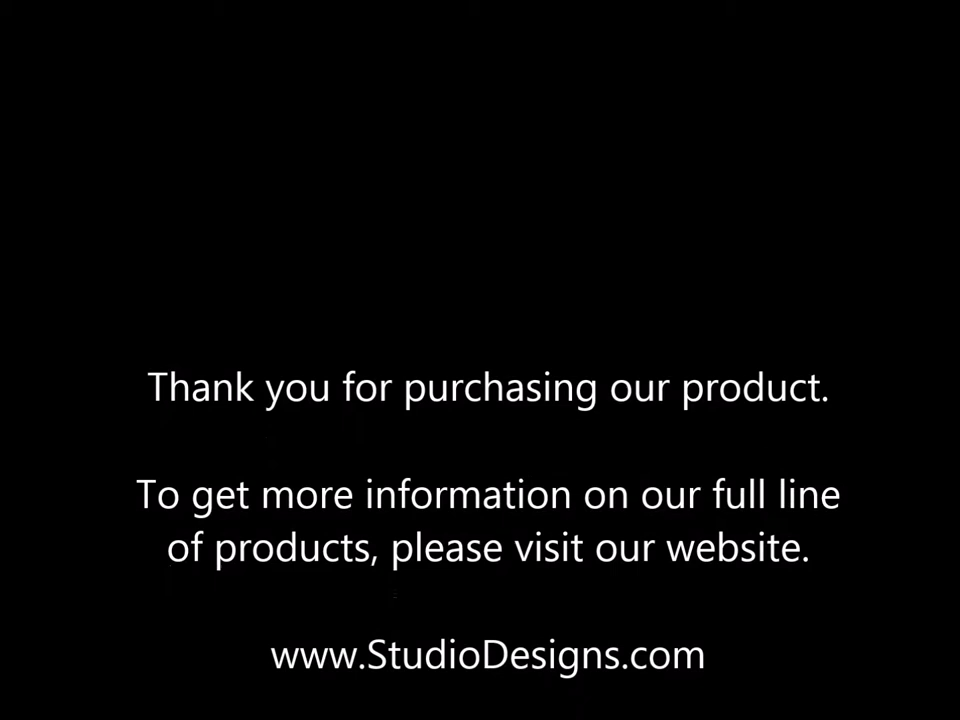 Thank you for purchasing our product.
To get more information on our full line
of products, please visit our website.
www.StudioDesigns.com